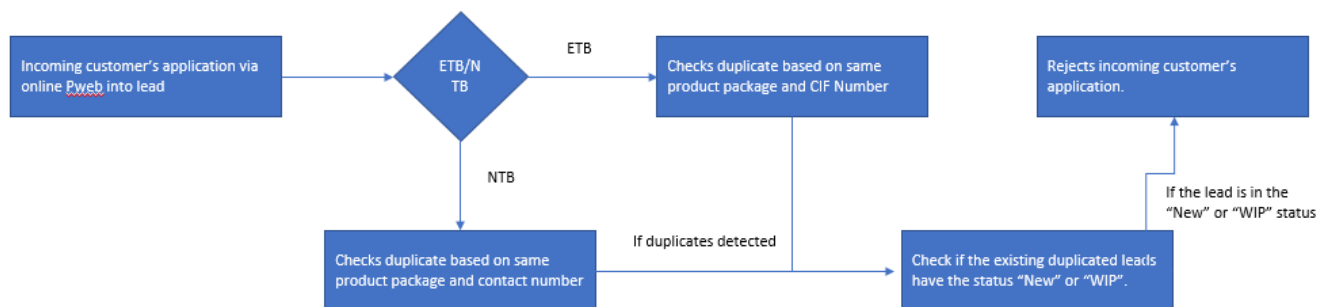 Incoming customer's application via
online Pweb into lead
ETB/N
TB
ETB
Checks duplicate based on same
product package and CIF Number
Rejects incoming customer's
application.
NTB
If the lead is in the
"New" or "WIP" status
If duplicates detected
Checks duplicate based on same
product package and contact number
Check if the existing duplicated leads
have the status "New" or "WIP".